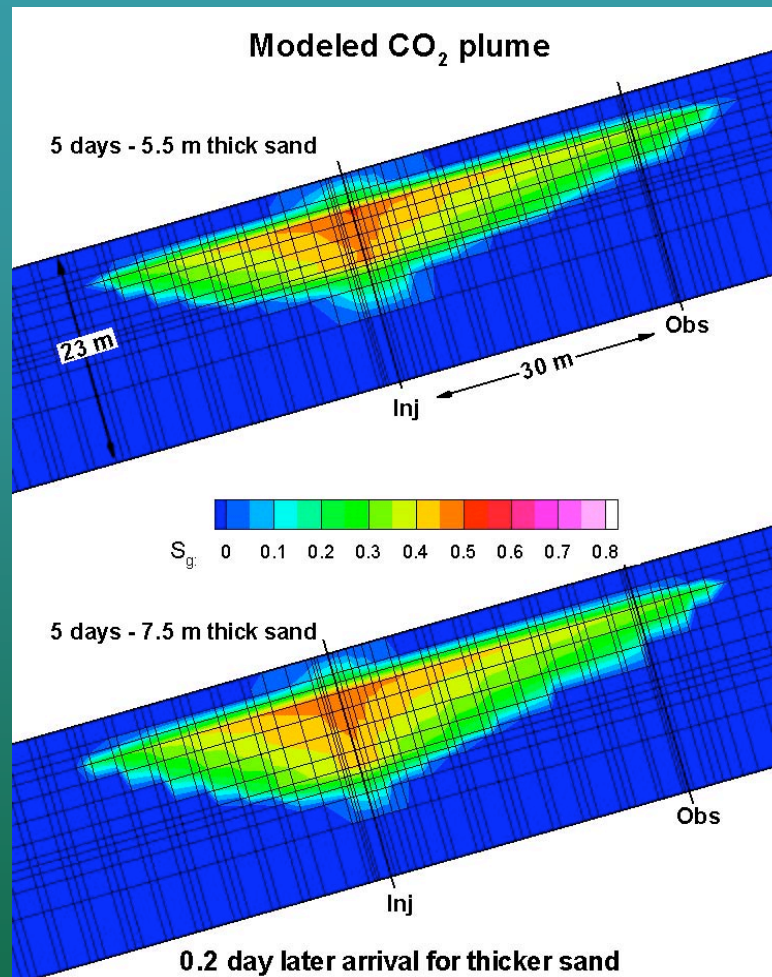 Modeled CO₂ plume
5 days - 5.5 m thick sand
23 m
Obs
30 m
Inj
S_g: 0 0.1 0.2 0.3 0.4 0.5 0.6 0.7 0.8
5 days - 7.5 m thick sand
Obs
Inj
0.2 day later arrival for thicker sand